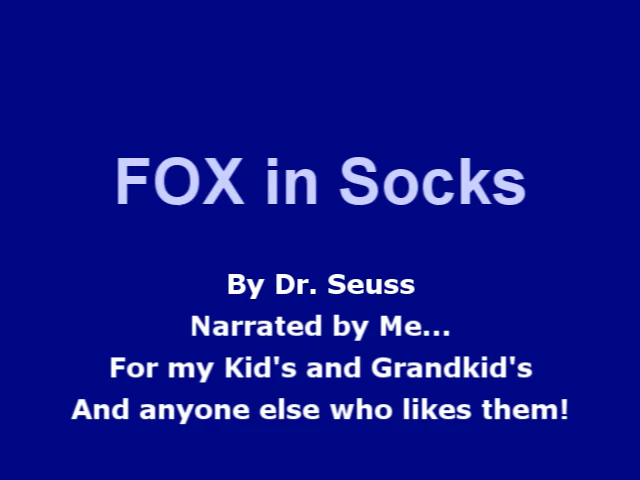 FOX in Socks
By Dr. Seuss
Narrated by Me...
For my Kid's and Grandkid's
And anyone else who likes them!